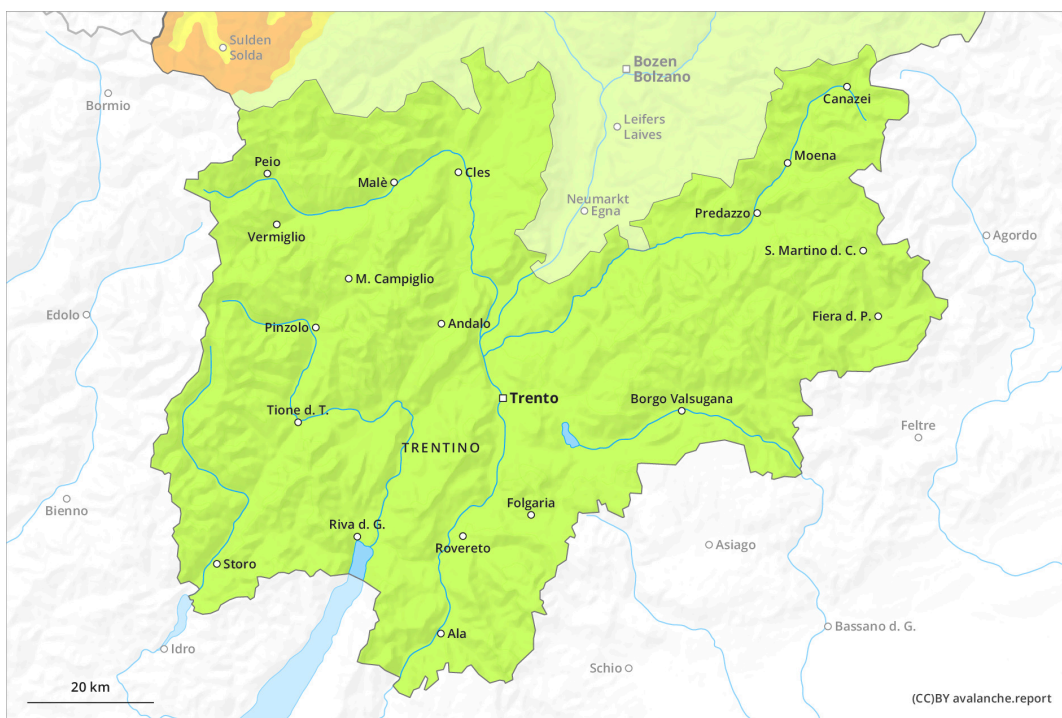 Sulden
Solda
Bozen
Bolzano
Canazei
Bormio
Leifers
Laives
Moena
Peio
Malè
Cles
Neumarkt
Egna
Predazzo
Vermiglio
S. Martino d. C.
Agordo
M. Campiglio
Edolo
Pinzolo
Andalo
Fiera d. P.
Trento
Borgo Valsugana
Tione d. T.
Feltre
TRENTINO
Bienno
Folgaria
Riva d. G.
Rovereto
Asiago
Storo
Ala
Bassano d. G.
Idro
Schio
20 km
(CC)BY avalanche.report